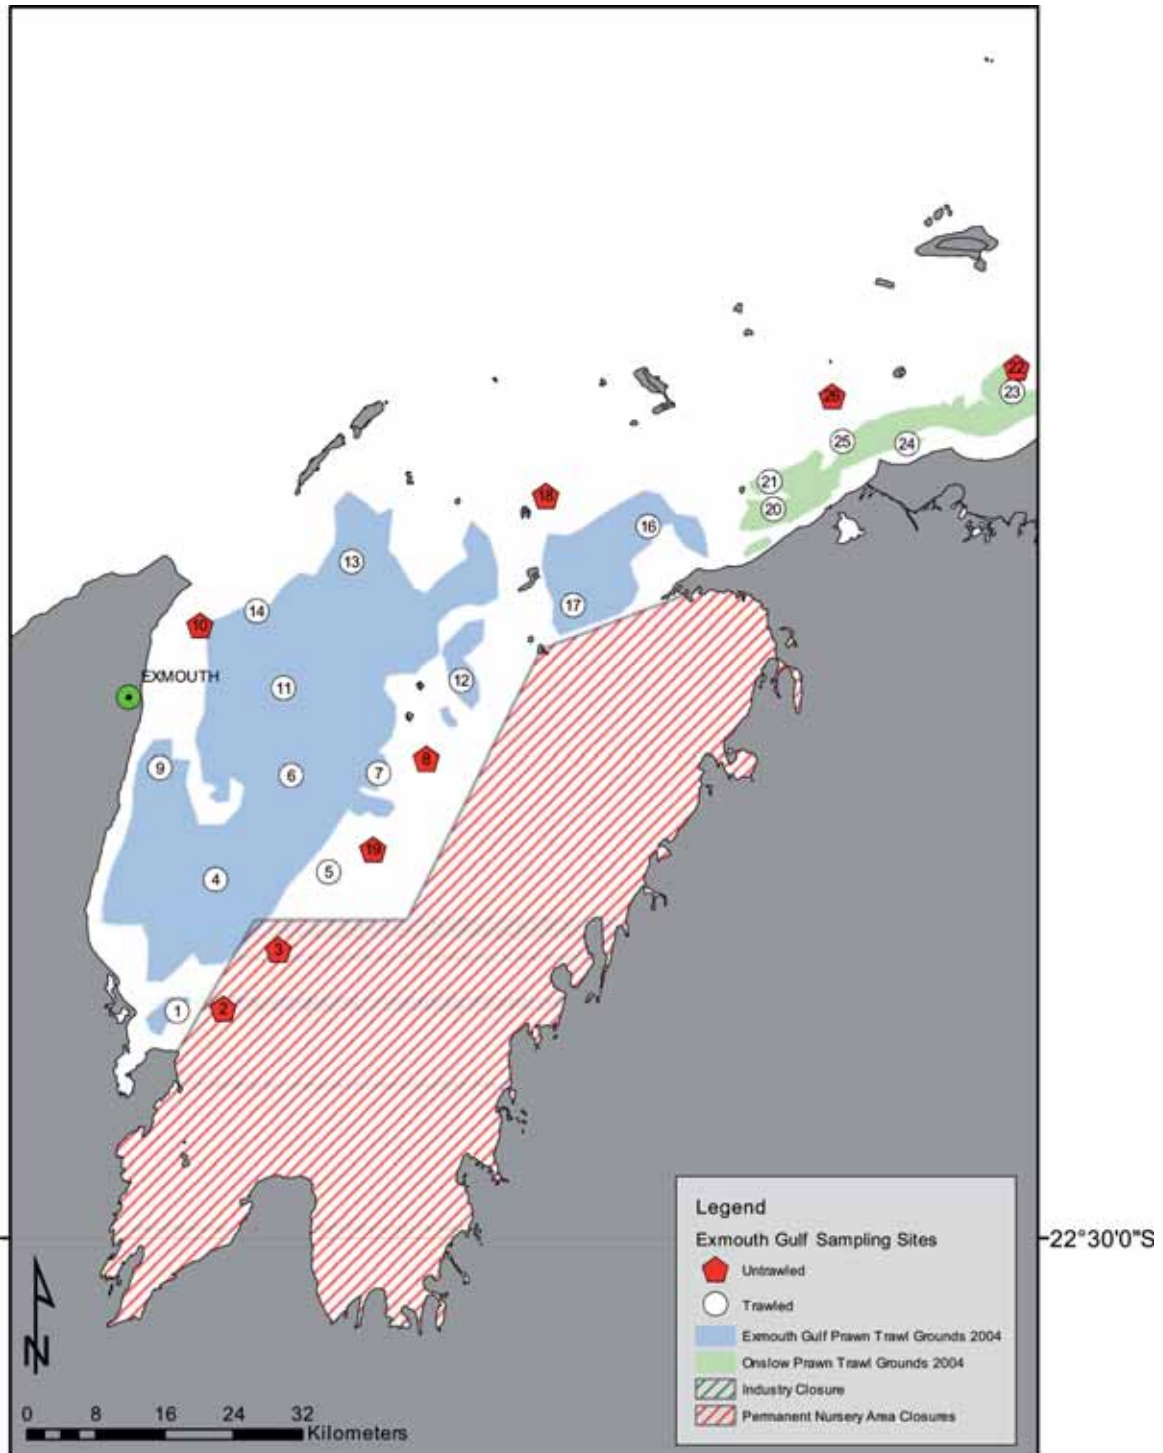 22
23
26
25
24
21
18
20
16
13
17
14
10
11
12
EXMOUTH
8
9
6
7
19
5
4
3
1
2
Legend
Exmouth Gulf Sampling Sites
Untrawled
Trawled
Exmouth Gulf Prawn Trawl Grounds 2004
Onslow Prawn Trawl Grounds 2004
Industry Closure
Permanent Nursery Area Closures
22°30'0"S
N
0 8 16 24 32
Kilometers